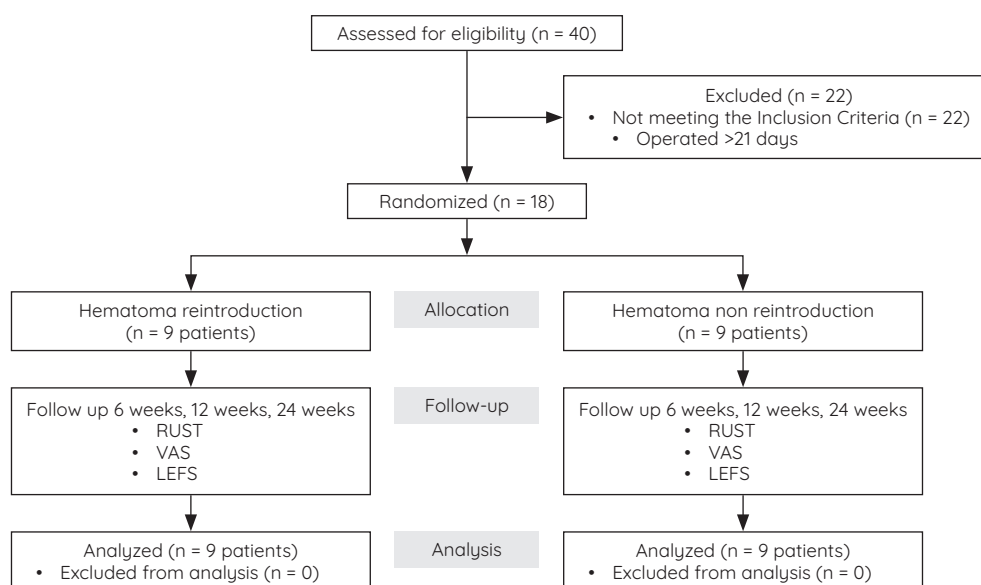 Assessed for eligibility (n = 40)
Excluded (n = 22)
• Not meeting the Inclusion Criteria (n = 22)
• Operated >21 days
Randomized (n = 18)
Hematoma reintroduction
(n = 9 patients)
Allocation
Hematoma non reintroduction
(n = 9 patients)
Follow up 6 weeks, 12 weeks, 24 weeks
• RUST
• VAS
• LEFS
Follow-up
Follow up 6 weeks, 12 weeks, 24 weeks
• RUST
• VAS
• LEFS
Analyzed (n = 9 patients)
• Excluded from analysis (n = 0)
Analysis
Analyzed (n = 9 patients)
• Excluded from analysis (n = 0)